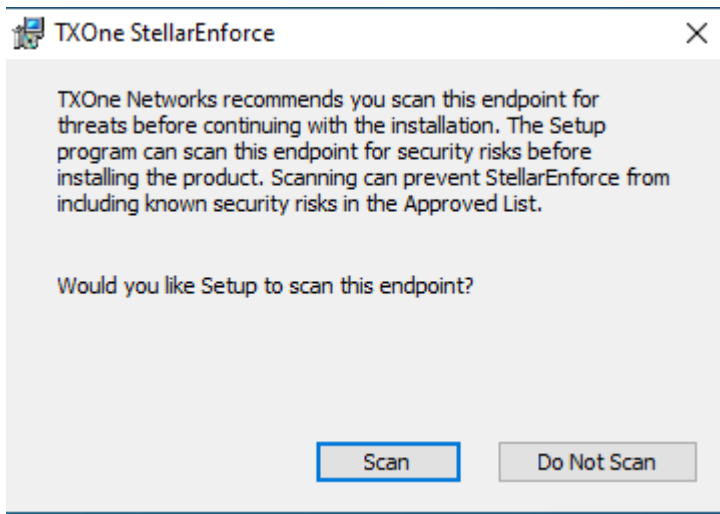 TXOne StellarEnforce
TXOne Networks recommends you scan this endpoint for
threats before continuing with the installation. The Setup
program can scan this endpoint for security risks before
installing the product. Scanning can prevent StellarEnforce from
including known security risks in the Approved List.
Would you like Setup to scan this endpoint?
Scan
Do Not Scan